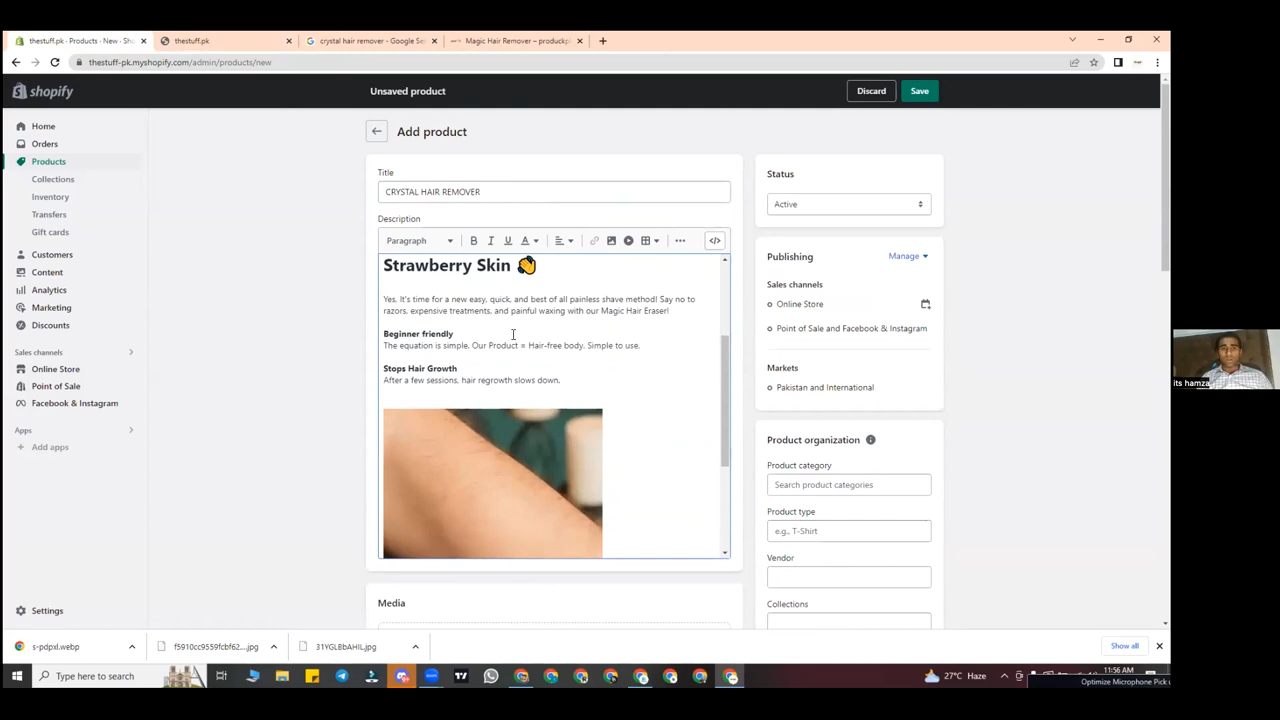 thestuff.pk - Products - New - Sh
thestuff.pk
crystal hair remover - Google Se
Magic Hair Remover – produckp
thestuff-pk.myshopify.com/admin/products/new
shopify
Unsaved product
Discard
Save
Home
Orders
Products
Collections
Inventory
Transfers
Gift cards
Customers
Content
Analytics
Marketing
Discounts
Sales channels
Online Store
Point of Sale
Facebook & Instagram
Apps
Add apps
Settings
Add product
Title
CRYSTAL HAIR REMOVER
Description
Paragraph
B I U A
Strawberry Skin 👋
Yes, It's time for a new easy, quick, and best of all painless shave method! Say no to
razors, expensive treatments, and painful waxing with our Magic Hair Eraser!
Beginner friendly
The equation is simple. Our Product = Hair-free body. Simple to use.
Stops Hair Growth
After a few sessions, hair regrowth slows down.
Media
Status
Active
Publishing
Manage
Sales channels
Online Store
Point of Sale and Facebook & Instagram
Markets
Pakistan and International
Product organization
Product category
Search product categories
Product type
e.g., T-Shirt
Vendor
Collections
its hamza
s-pdpxl.webp
f5910cc9559fcbf62....jpg
31YGLBbAHIL.jpg
Show all
Type here to search
27°C Haze
11:56 AM
Optimize Microphone Pick u